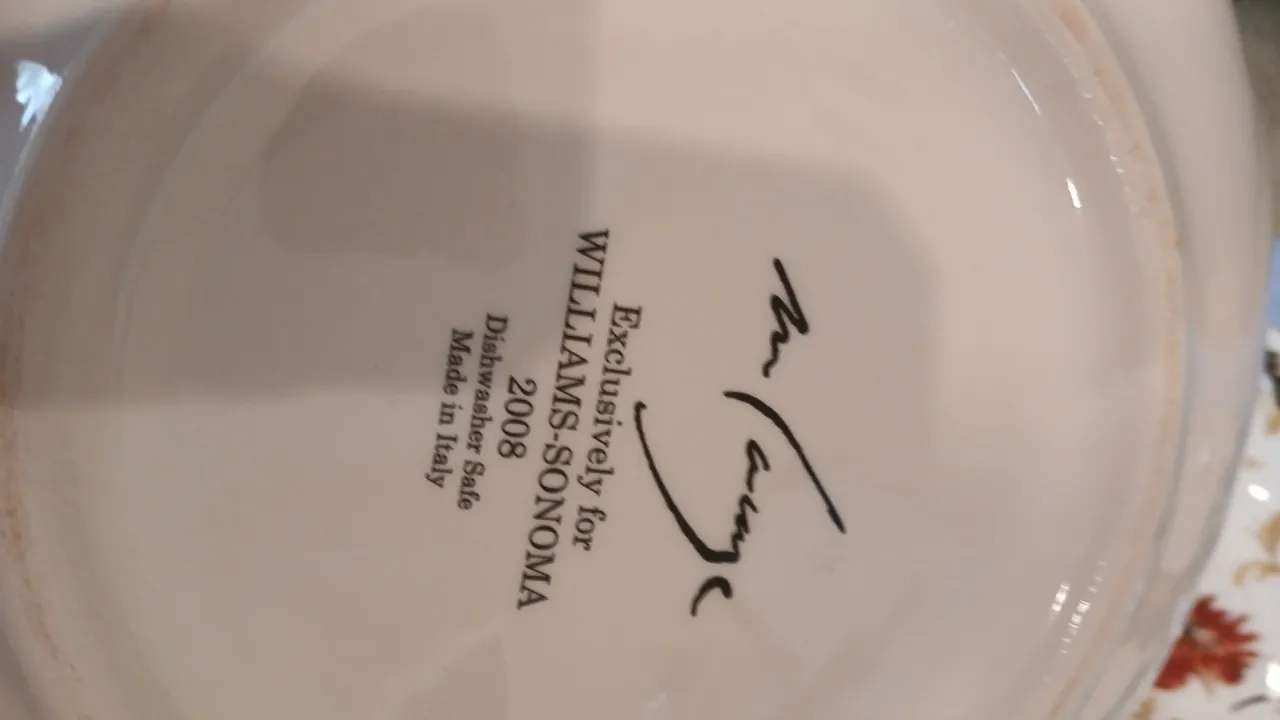 Exclusively for
WILLIAMS-SONOMA
2008
Dishwasher Safe
Made in Italy